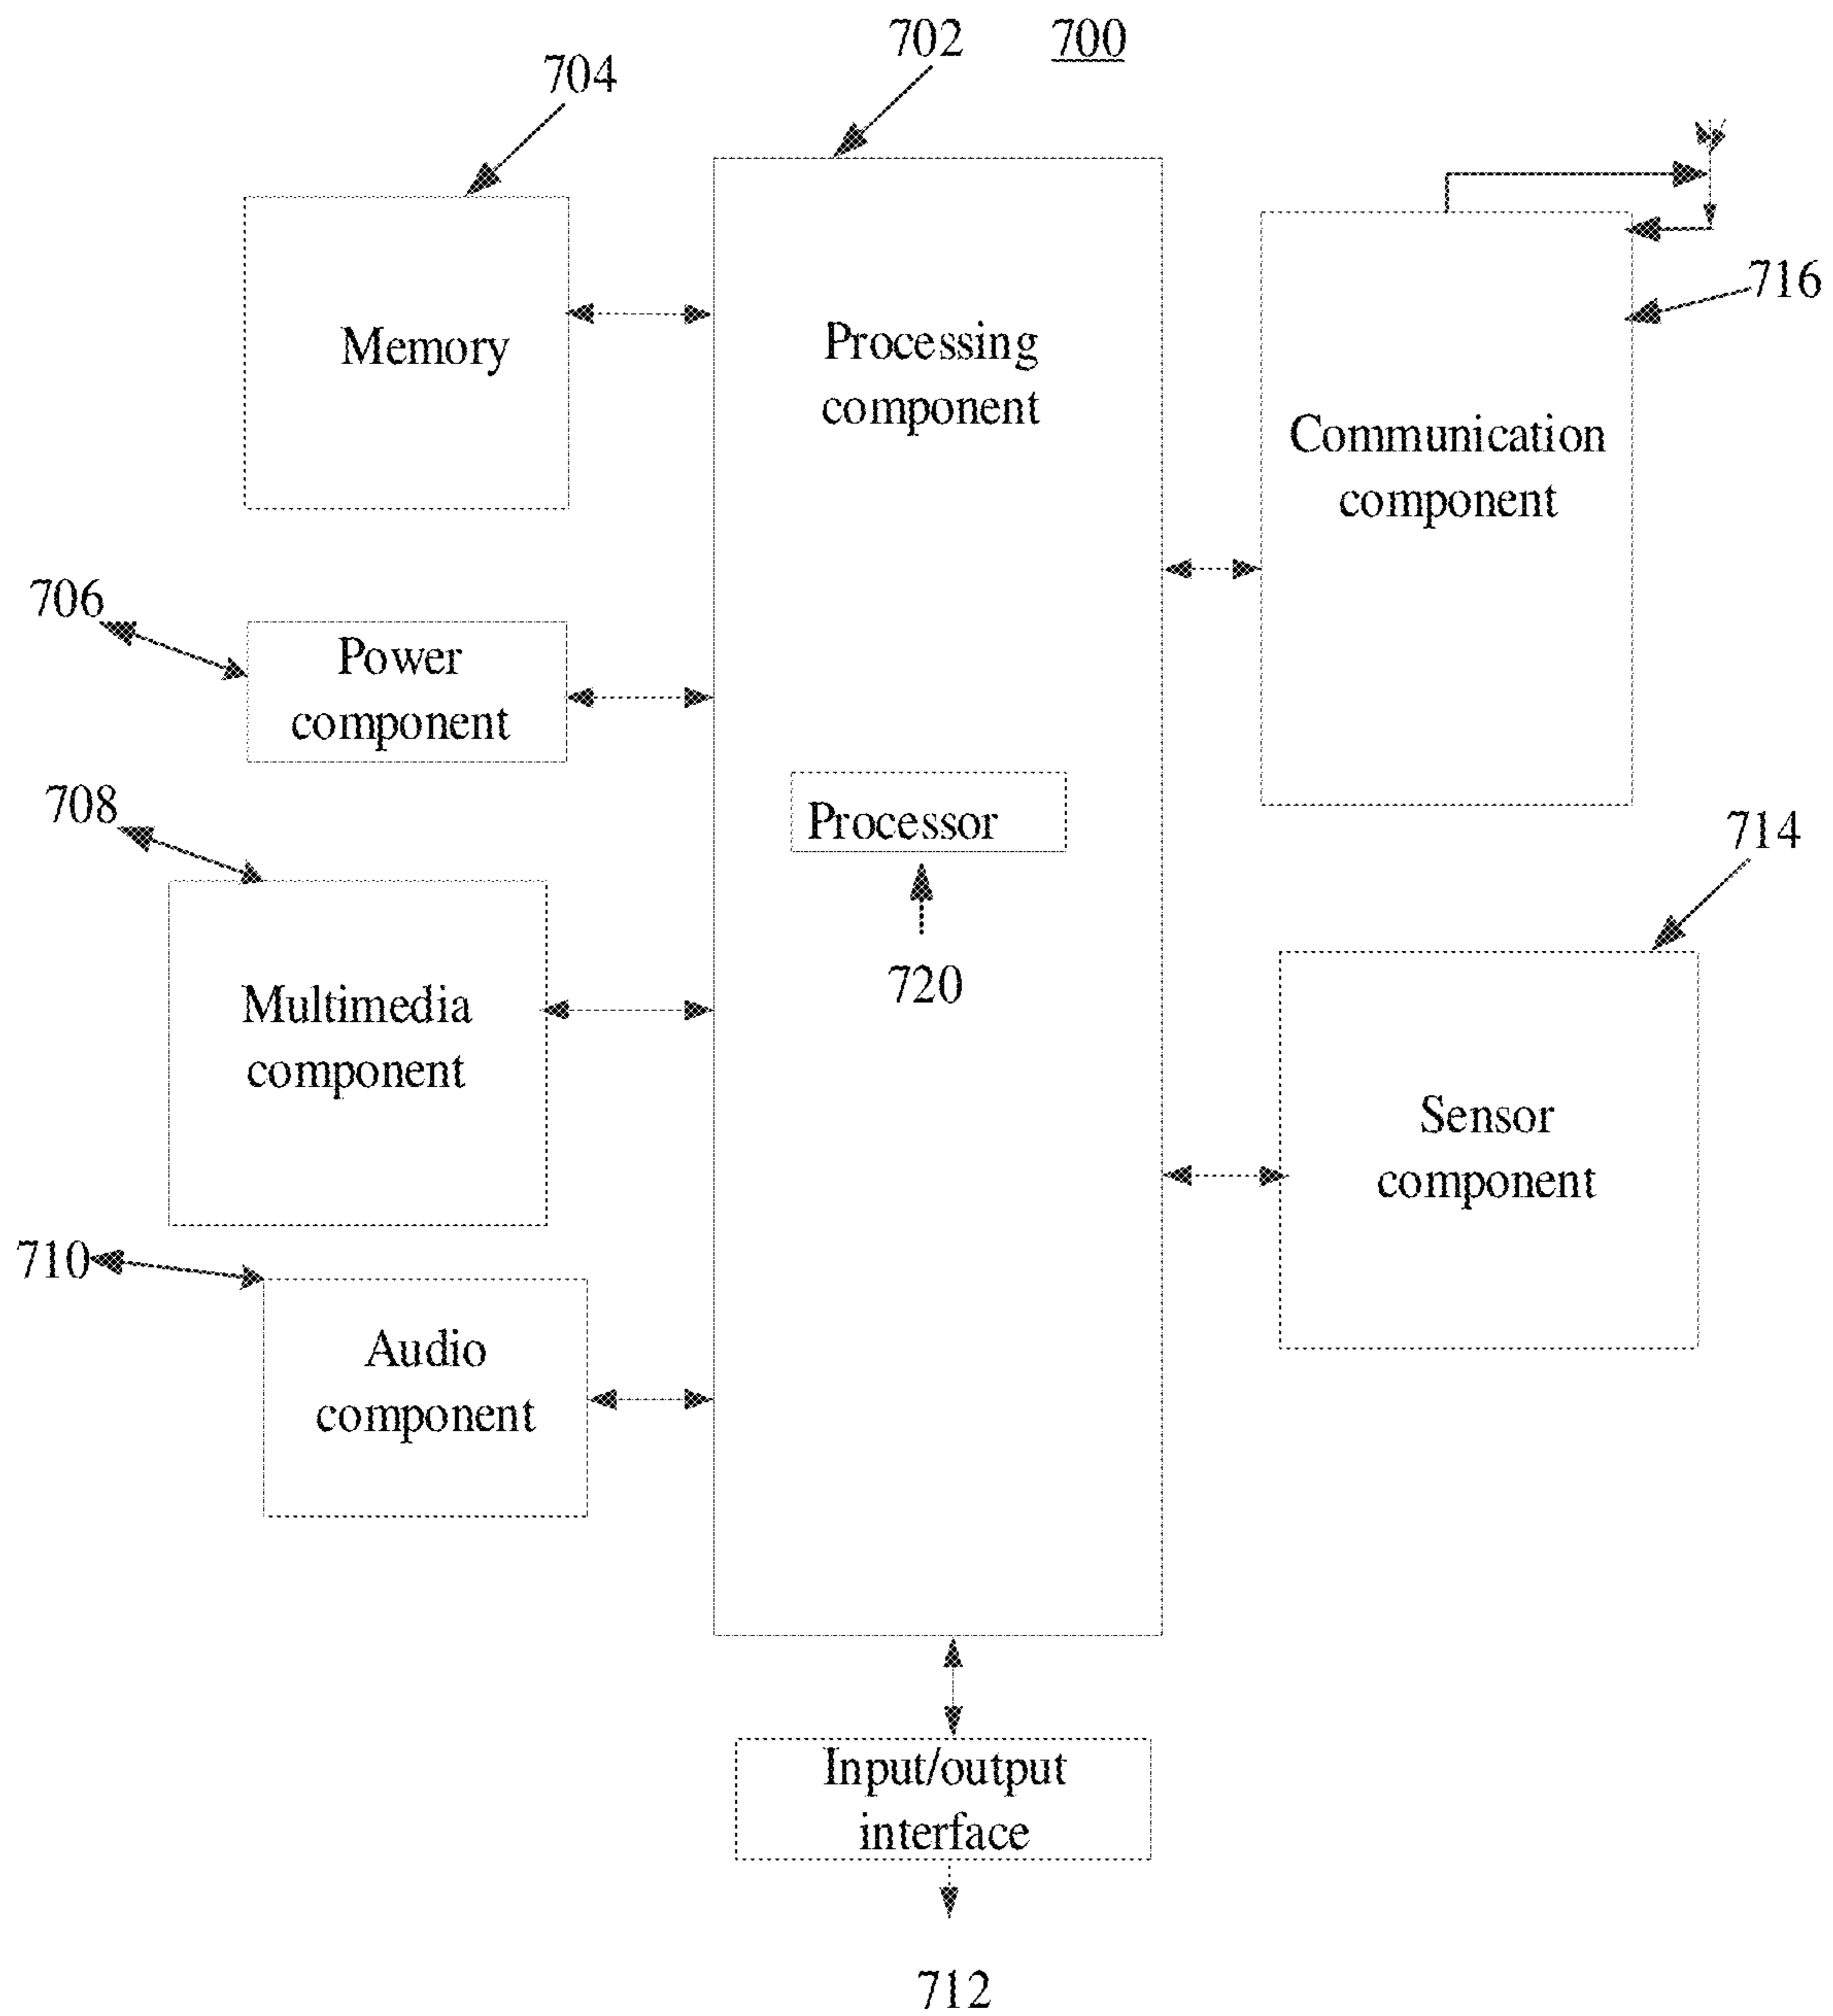 702
700
704
716
Memory
Processing
component
Communication
component
706
Power
component
708
Processor
714
720
Multimedia
component
Sensor
component
710
Audio
component
Input/output
interface
712